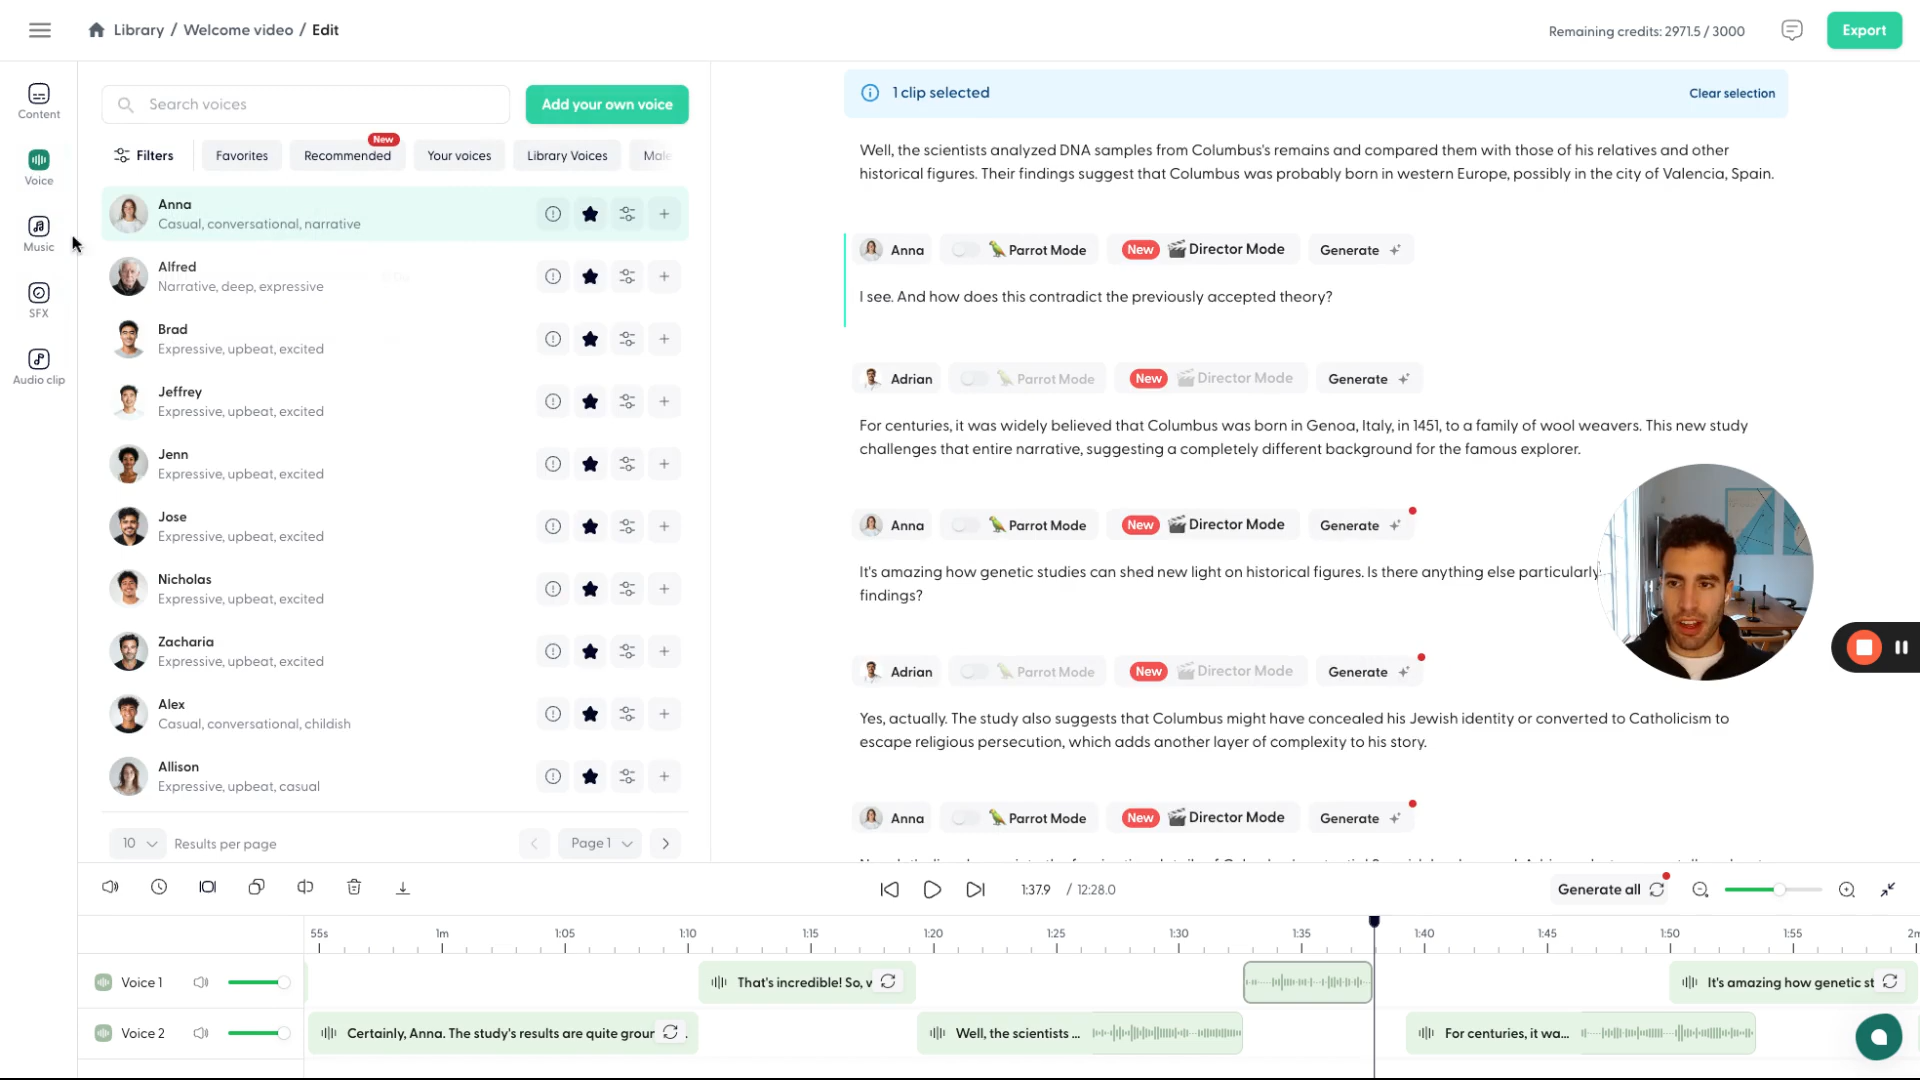 Library / Welcome video / Edit
Remaining credits: 2971.5 / 3000
Export
Content
Voice
Music
SFX
Audio clip
Search voices
Add your own voice
New
Filters
Favorites
Recommended
Your voices
Library Voices
Male
Anna
Casual, conversational, narrative
Alfred
Narrative, deep, expressive
Brad
Expressive, upbeat, excited
Jeffrey
Expressive, upbeat, excited
Jenn
Expressive, upbeat, excited
Jose
Expressive, upbeat, excited
Nicholas
Expressive, upbeat, excited
Zacharia
Expressive, upbeat, excited
Alex
Casual, conversational, childish
Allison
Expressive, upbeat, casual
10 Results per page
Page 1
1 clip selected
Clear selection
Well, the scientists analyzed DNA samples from Columbus's remains and compared them with those of his relatives and other
historical figures. Their findings suggest that Columbus was probably born in western Europe, possibly in the city of Valencia, Spain.
Anna Parrot Mode New Director Mode Generate
I see. And how does this contradict the previously accepted theory?
Adrian Parrot Mode New Director Mode Generate
For centuries, it was widely believed that Columbus was born in Genoa, Italy, in 1451, to a family of wool weavers. This new study
challenges that entire narrative, suggesting a completely different background for the famous explorer.
Anna Parrot Mode New Director Mode Generate
It's amazing how genetic studies can shed new light on historical figures. Is there anything else particularly
findings?
Adrian Parrot Mode New Director Mode Generate
Yes, actually. The study also suggests that Columbus might have concealed his Jewish identity or converted to Catholicism to
escape religious persecution, which adds another layer of complexity to his story.
Anna Parrot Mode New Director Mode Generate
1:37.9 / 12:28.0
Generate all
55s 1m 1:05 1:10 1:15 1:20 1:25 1:30 1:35 1:40 1:45 1:50 1:55 2m
Voice 1
That's incredible! So, w
It's amazing how genetic st
Voice 2
Certainly, Anna. The study's results are quite groun
Well, the scientists ...
For centuries, it wa...